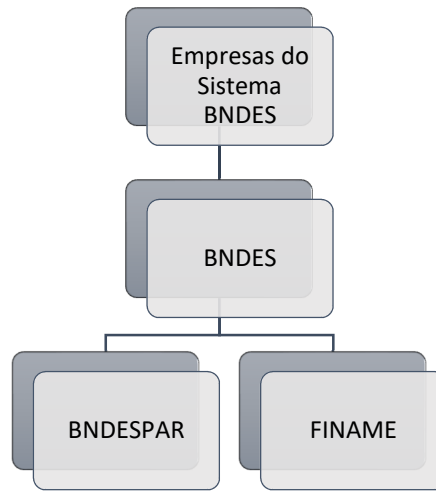 Empresas do
Sistema
BNDES
BNDES
BNDESPAR
FINAME